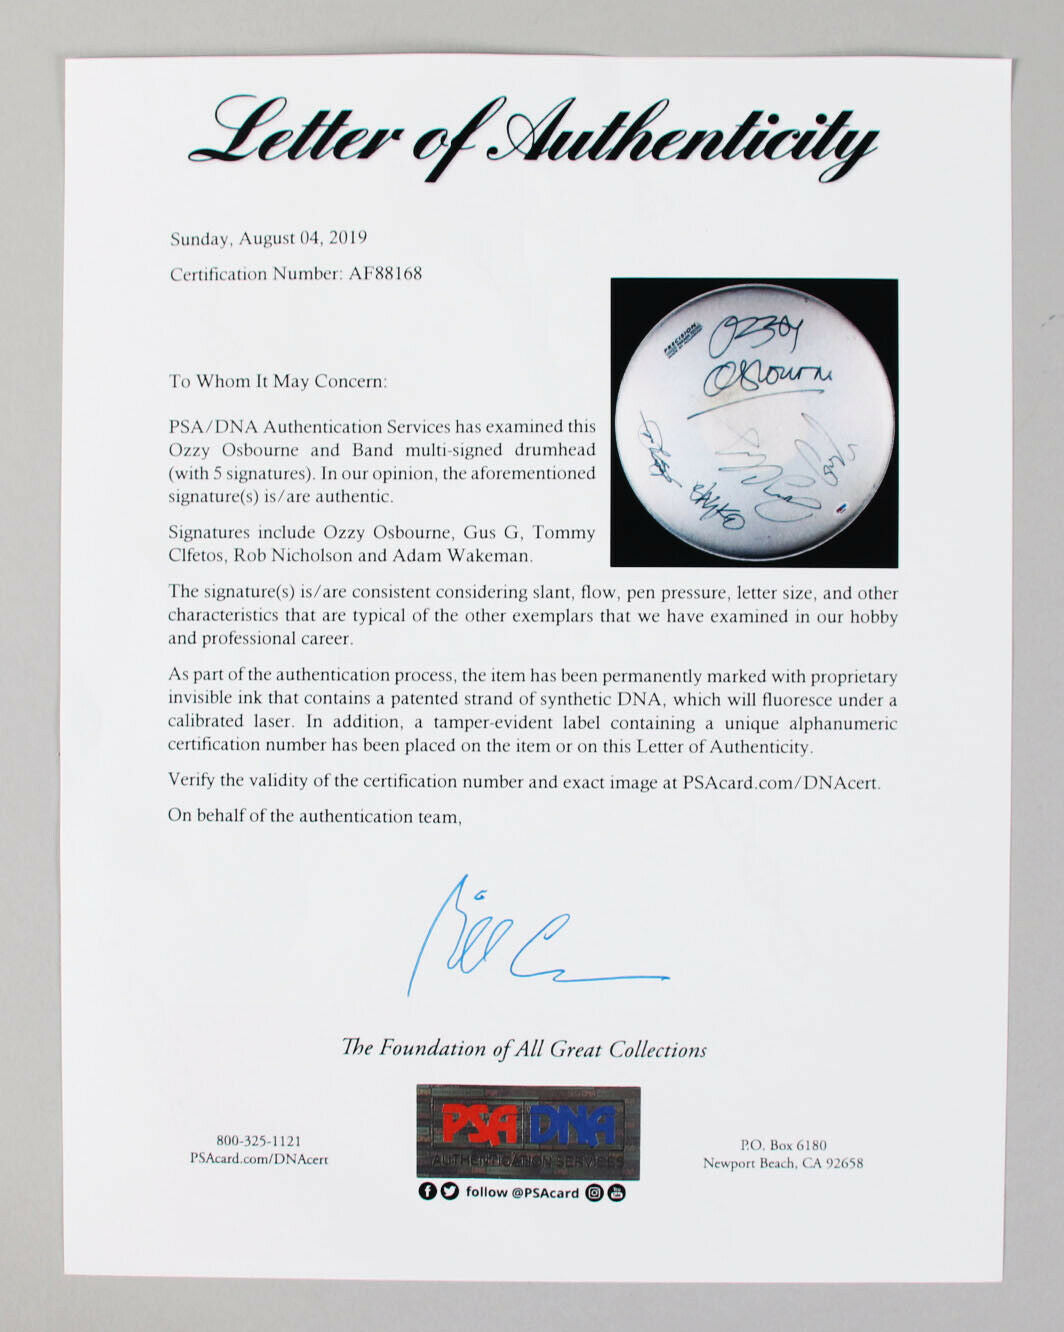 Letter of Authenticity
Sunday, August 04, 2019
Certification Number: AF88168
PRECISION
OZZY
OSBOURNE
BLASKO
To Whom It May Concern:
PSA/DNA Authentication Services has examined this
Ozzy Osbourne and Band multi-signed drumhead
(with 5 signatures). In our opinion, the aforementioned
signature(s) is/are authentic.
Signatures include Ozzy Osbourne, Gus G, Tommy
Clfetos, Rob Nicholson and Adam Wakeman.
The signature(s) is/are consistent considering slant, flow, pen pressure, letter size, and other
characteristics that are typical of the other exemplars that we have examined in our hobby
and professional career.
As part of the authentication process, the item has been permanently marked with proprietary
invisible ink that contains a patented strand of synthetic DNA, which will fluoresce under a
calibrated laser. In addition, a tamper-evident label containing a unique alphanumeric
certification number has been placed on the item or on this Letter of Authenticity.
Verify the validity of the certification number and exact image at PSAcard.com/DNAcert.
On behalf of the authentication team,
The Foundation of All Great Collections
PSA DNA
AUTHENTICATION SERVICES
800-325-1121
PSAcard.com/DNAcert
follow @PSAcard
P.O. Box 6180
Newport Beach, CA 92658